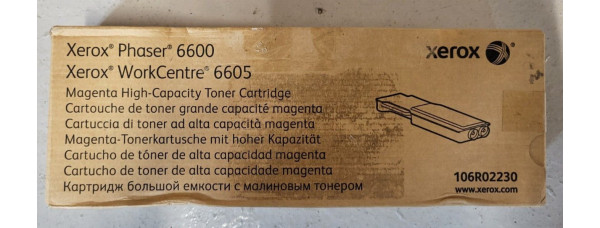 Xerox® Phaser® 6600
Xerox® WorkCentre® 6605
Magenta High-Capacity Toner Cartridge
Cartouche de toner grande capacité magenta
Cartuccia di toner ad alta capacità magenta
Magenta-Tonerkartusche mit hoher Kapazität
Cartucho de tóner de alta capacidad magenta
Cartucho de toner de alta capacidade magenta
Картридж большой емкости с малиновым тонером
xerox
106R02230
www.xerox.com